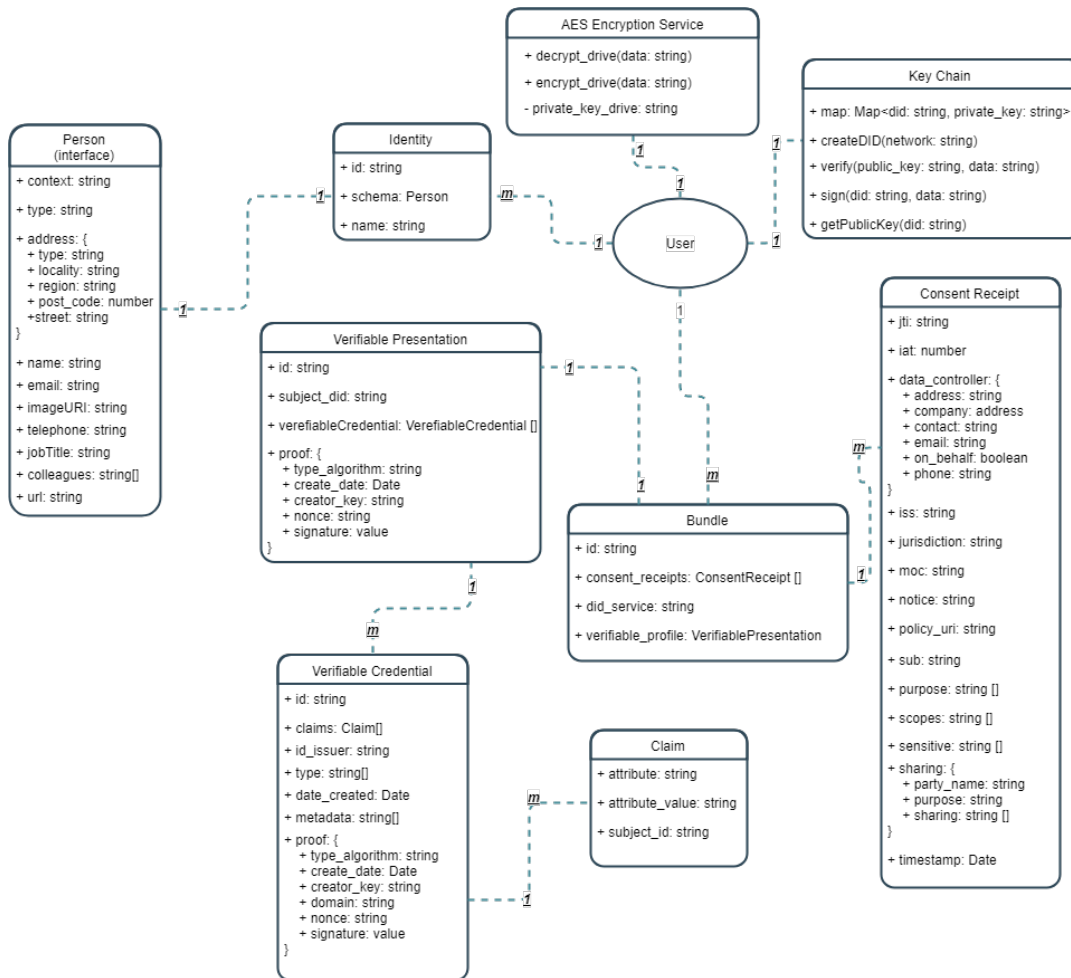 AES Encryption Service
+ decrypt_drive(data: string)
+ encrypt_drive(data: string)
- private_key_drive: string
1
1
Key Chain
+ map: Map<did: string, private_key: string>
+ createDID(network: string)
+ verify(public_key: string, data: string)
+ sign(did: string, data: string)
+ getPublicKey(did: string)
1
1
Person
(interface)
+ context: string
+ type: string
+ address: {
+ type: string
+ locality: string
+ region: string
+ post_code: number
+street: string
}
+ name: string
+ email: string
+ imageURI: string
+ telephone: string
+ jobTitle: string
+ colleagues: string[]
+ url: string
1
1
Identity
+ id: string
+ schema: Person
+ name: string
m
1
User
1
m
Verifiable Presentation
+ id: string
+ subject_did: string
+ verefiableCredential: VerefiableCredential []
+ proof: {
+ type_algorithm: string
+ create_date: Date
+ creator_key: string
+ nonce: string
+ signature: value
}
1
1
1
m
Bundle
+ id: string
+ consent_receipts: ConsentReceipt []
+ did_service: string
+ verifiable_profile: VerifiablePresentation
1
m
Consent Receipt
+ jti: string
+ iat: number
+ data_controller: {
+ address: string
+ company: address
+ contact: string
+ email: string
+ on_behalf: boolean
+ phone: string
}
+ iss: string
+ jurisdiction: string
+ moc: string
+ notice: string
+ policy_uri: string
+ sub: string
+ purpose: string []
+ scopes: string []
+ sensitive: string []
+ sharing: {
+ party_name: string
+ purpose: string
+ sharing: string []
}
+ timestamp: Date
Verifiable Credential
+ id: string
+ claims: Claim[]
+ id_issuer: string
+ type: string[]
+ date_created: Date
+ metadata: string[]
+ proof: {
+ type_algorithm: string
+ create_date: Date
+ creator_key: string
+ domain: string
+ nonce: string
+ signature: value
}
1
m
Claim
+ attribute: string
+ attribute_value: string
+ subject_id: string